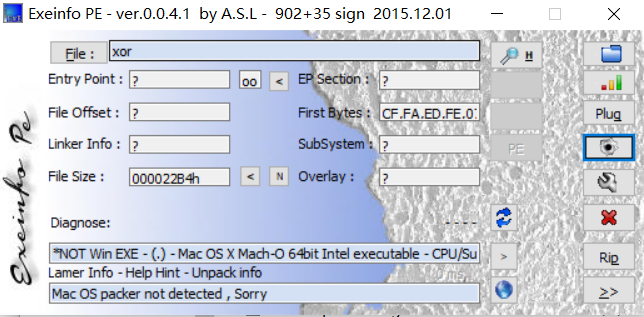 Exeinfo PE - ver.0.0.4.1 by A.S.L - 902+35 sign 2015.12.01
File : xor H
Entry Point : ? oo < EP Section : ?
File Offset : ? First Bytes : CF.FA.ED.FE.0
Linker Info : ? SubSystem : ? PE
File Size : 000022B4h < N Overlay : ?
Plug
Exeinfo Pe
Diagnose: ----
*NOT Win EXE - (.) - Mac OS X Mach-O 64bit Intel executable - CPU/Su > Rip
Lamer Info - Help Hint - Unpack info
Mac OS packer not detected , Sorry >>